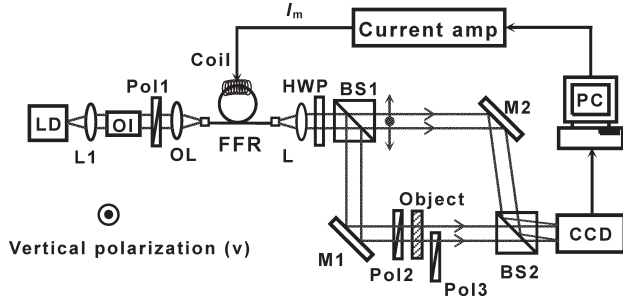 Im
Current amp
Coil
Pol1
HWP
BS1
M2
PC
LD
OI
L1
OL
FFR
L
Object
CCD
Vertical polarization (v)
M1
Pol2
BS2
Pol3